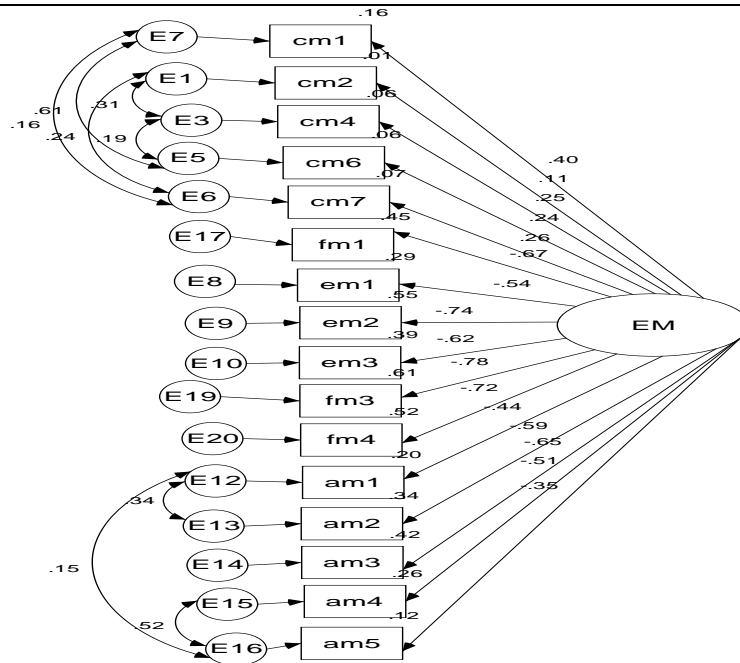 .16
E7 cm1
.01
E1 cm2
.06
.61 .31
.16 E3 cm4
.06
.24 .19
E5 cm6
.40
.07
.11
E6 cm7
.25
.45
.24
E17 fm1
.26
.29
-.67
E8 em1
-.54
.55
E9 em2
-.74
EM
.39
-.62
E10 em3
-.78
.61
E19 fm3
-.72
.52
-.44
E20 fm4
-.59
.20
-.65
E12 am1
-.51
.34
-.35
.34
E13 am2
.42
E14 am3
.15
.26
E15 am4
.12
.52
E16 am5